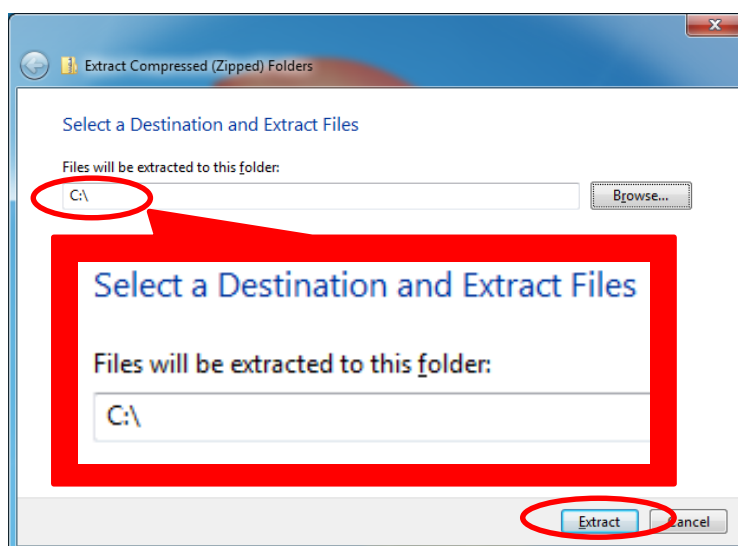 x
Extract Compressed (Zipped) Folders
Select a Destination and Extract Files
Files will be extracted to this folder:
C:\
Browse...
Select a Destination and Extract Files
Files will be extracted to this folder:
C:\
Extract Cancel